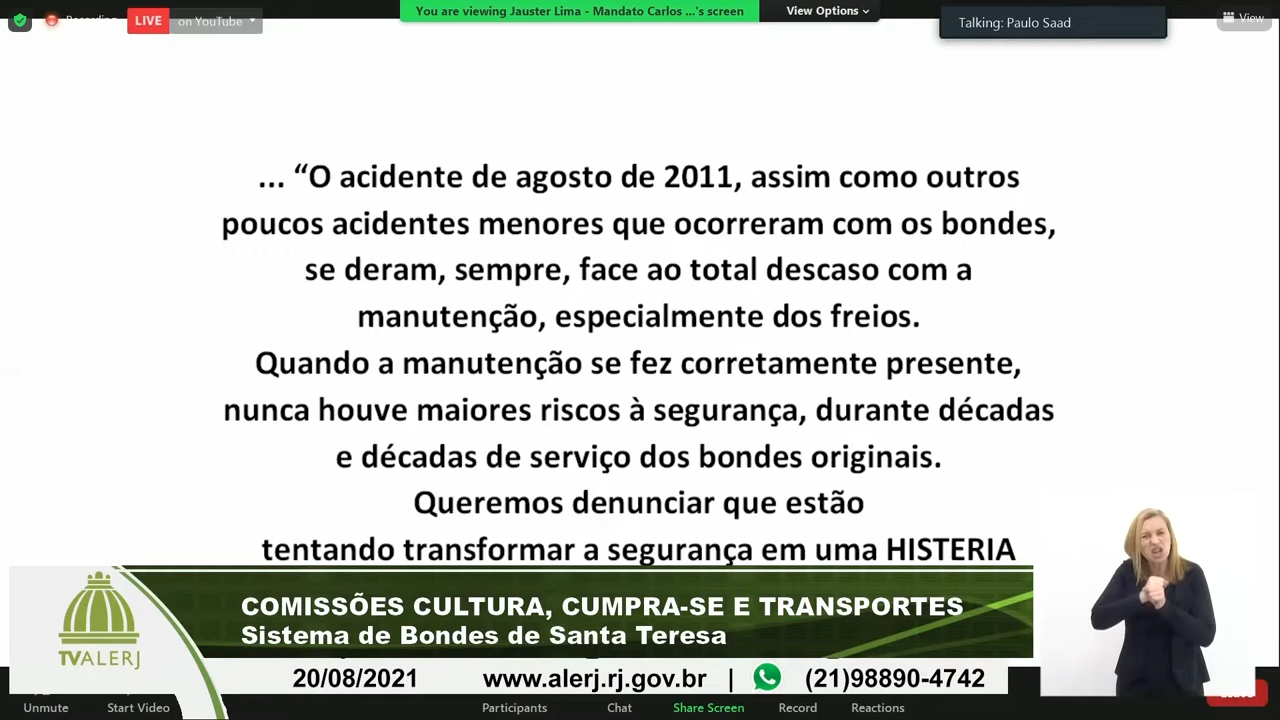 Recording
LIVE
on YouTube
You are viewing Jauster Lima - Mandato Carlos ...'s screen
View Options
Talking: Paulo Saad
View
... “O acidente de agosto de 2011, assim como outros
poucos acidentes menores que ocorreram com os bondes,
se deram, sempre, face ao total descaso com a
manutenção, especialmente dos freios.
Quando a manutenção se fez corretamente presente,
nunca houve maiores riscos à segurança, durante décadas
e décadas de serviço dos bondes originais.
Queremos denunciar que estão
tentando transformar a segurança em uma HISTERIA
COMISSÕES CULTURA, CUMPRA-SE E TRANSPORTES
Sistema de Bondes de Santa Teresa
TVALERJ
20/08/2021 www.alerj.rj.gov.br | (21)98890-4742
Unmute
Start Video
Participants
Chat
Share Screen
Record
Reactions